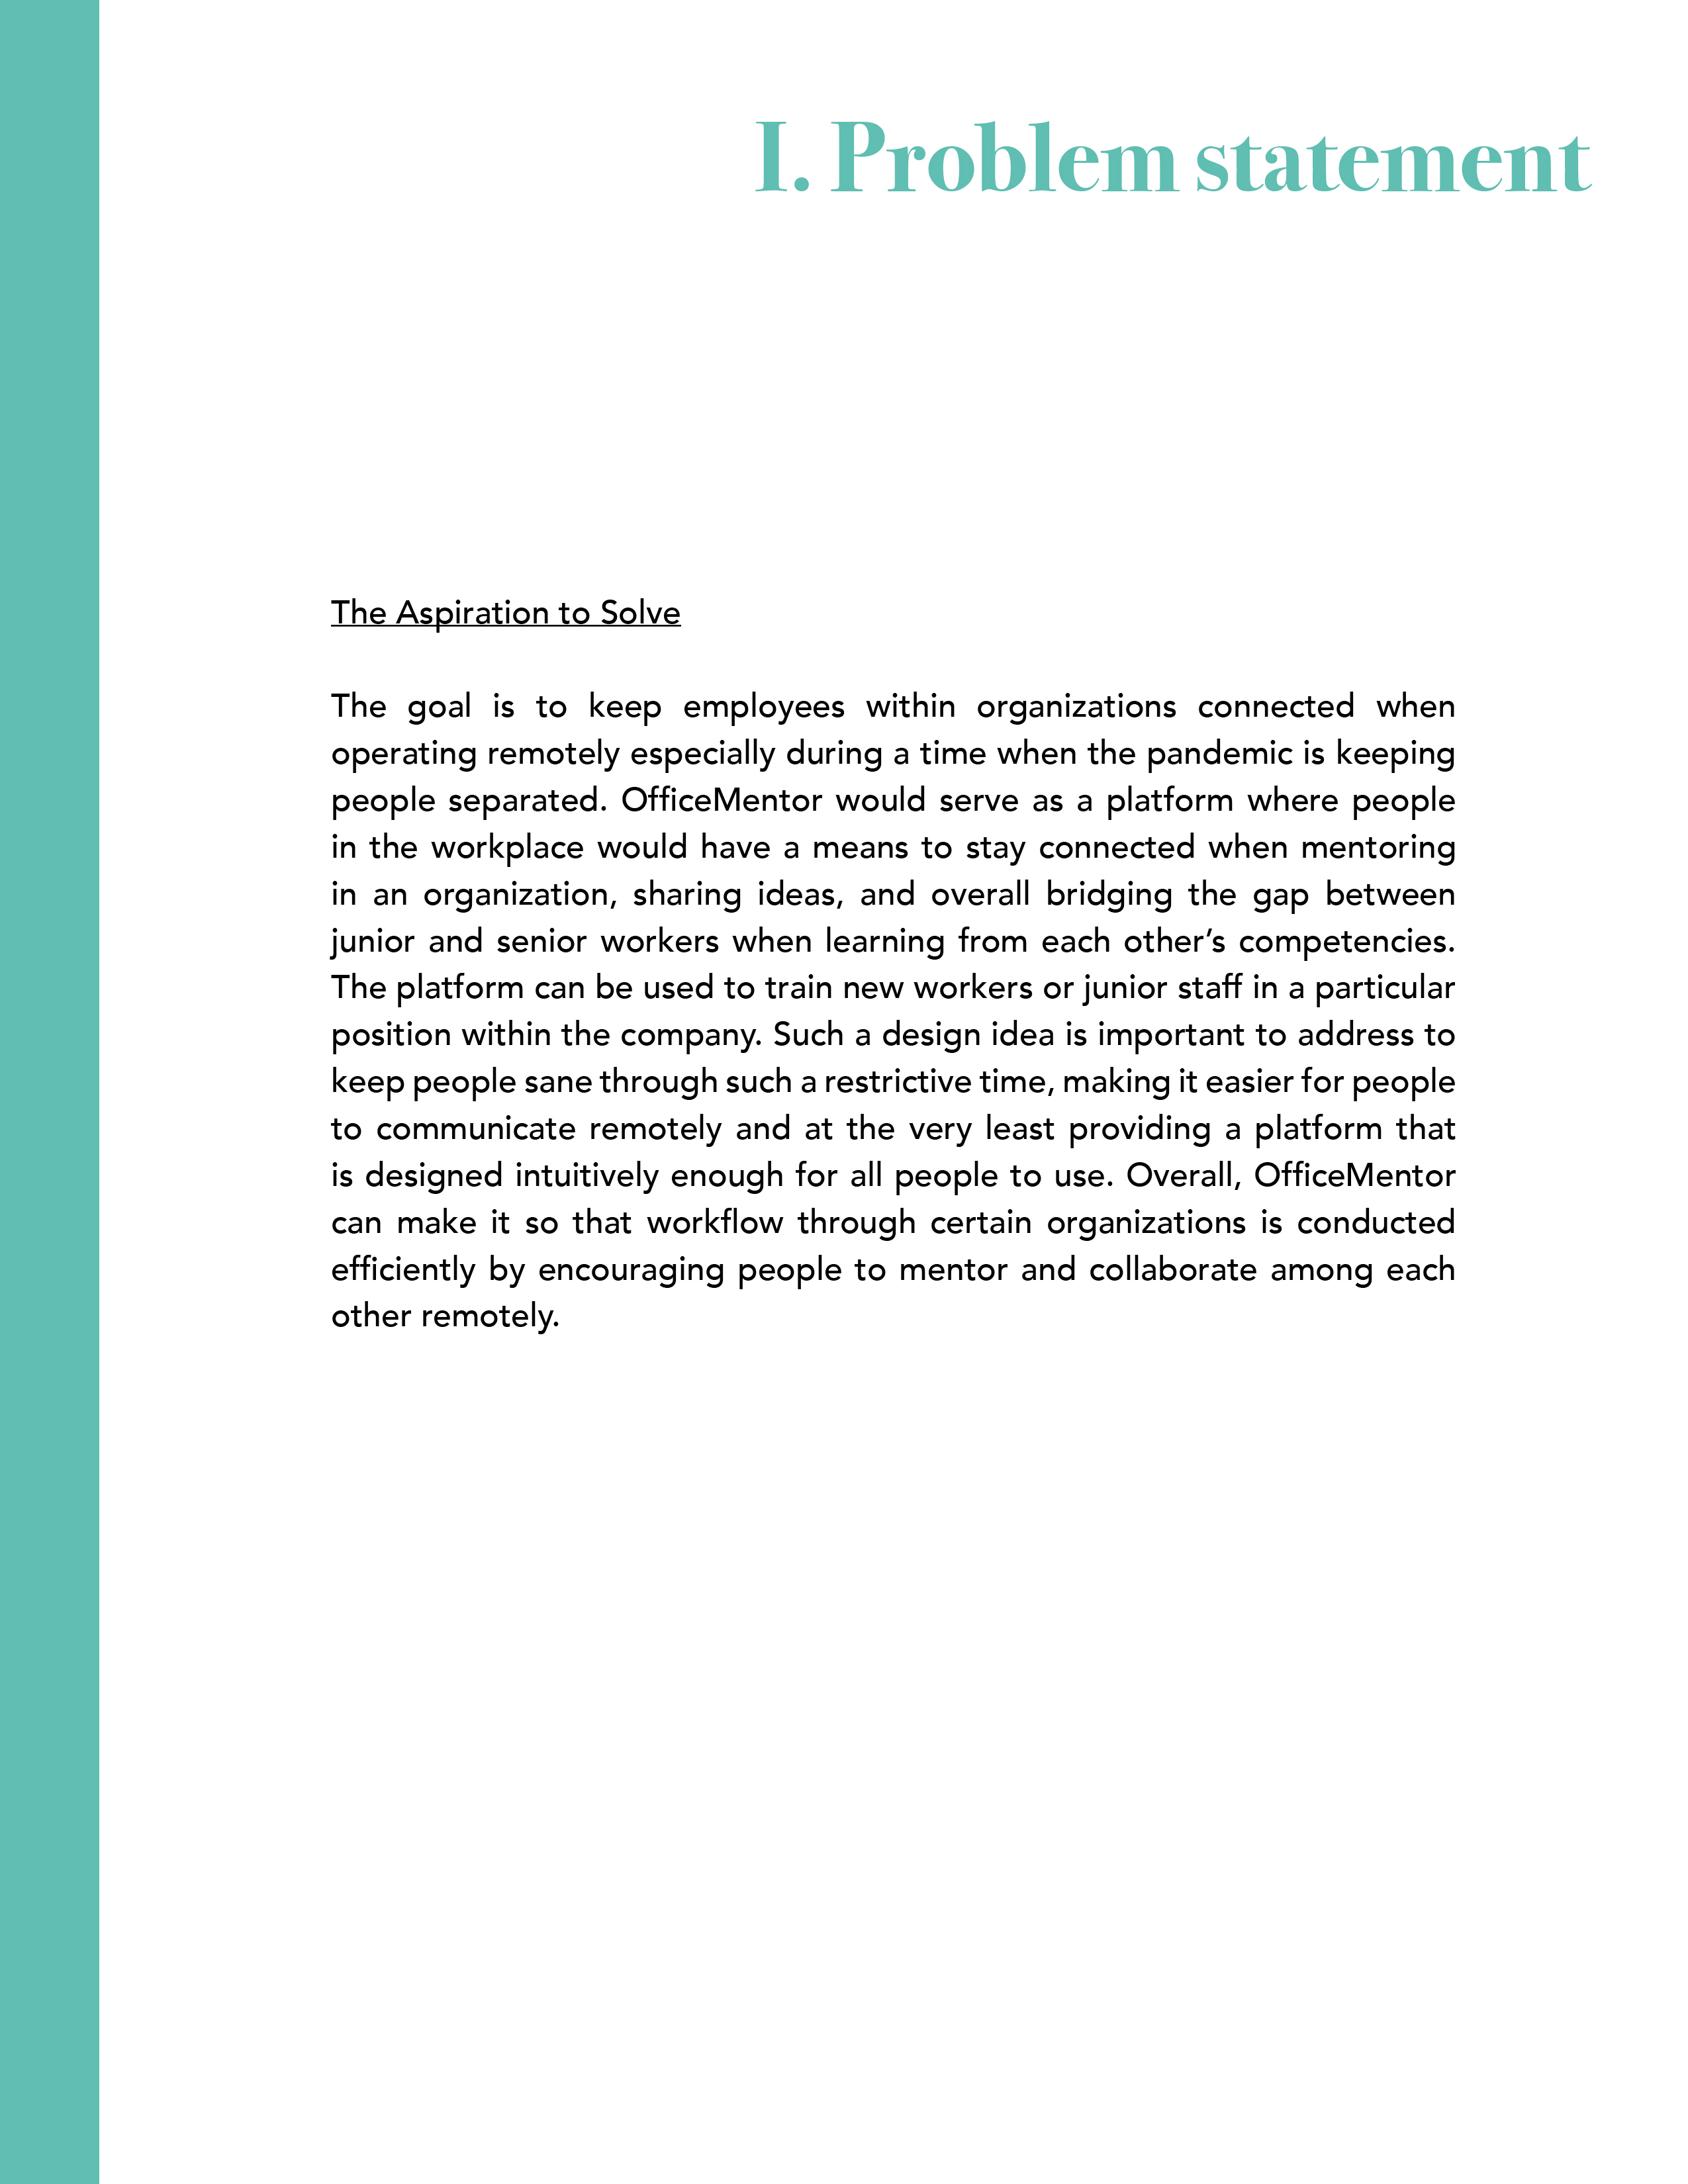 I. Problem statement
The Aspiration to Solve
The goal is to keep employees within organizations connected when
operating remotely especially during a time when the pandemic is keeping
people separated. OfficeMentor would serve as a platform where people
in the workplace would have a means to stay connected when mentoring
in an organization, sharing ideas, and overall bridging the gap between
junior and senior workers when learning from each other’s competencies.
The platform can be used to train new workers or junior staff in a particular
position within the company. Such a design idea is important to address to
keep people sane through such a restrictive time, making it easier for people
to communicate remotely and at the very least providing a platform that
is designed intuitively enough for all people to use. Overall, OfficeMentor
can make it so that workflow through certain organizations is conducted
efficiently by encouraging people to mentor and collaborate among each
other remotely.